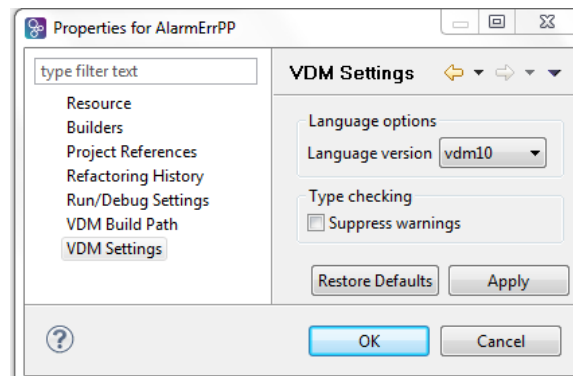 Properties for AlarmErrPP
type filter text
Resource
Builders
Project References
Refactoring History
Run/Debug Settings
VDM Build Path
VDM Settings
VDM Settings
Language options
Language version vdm10
Type checking
Suppress warnings
Restore Defaults Apply
? OK Cancel